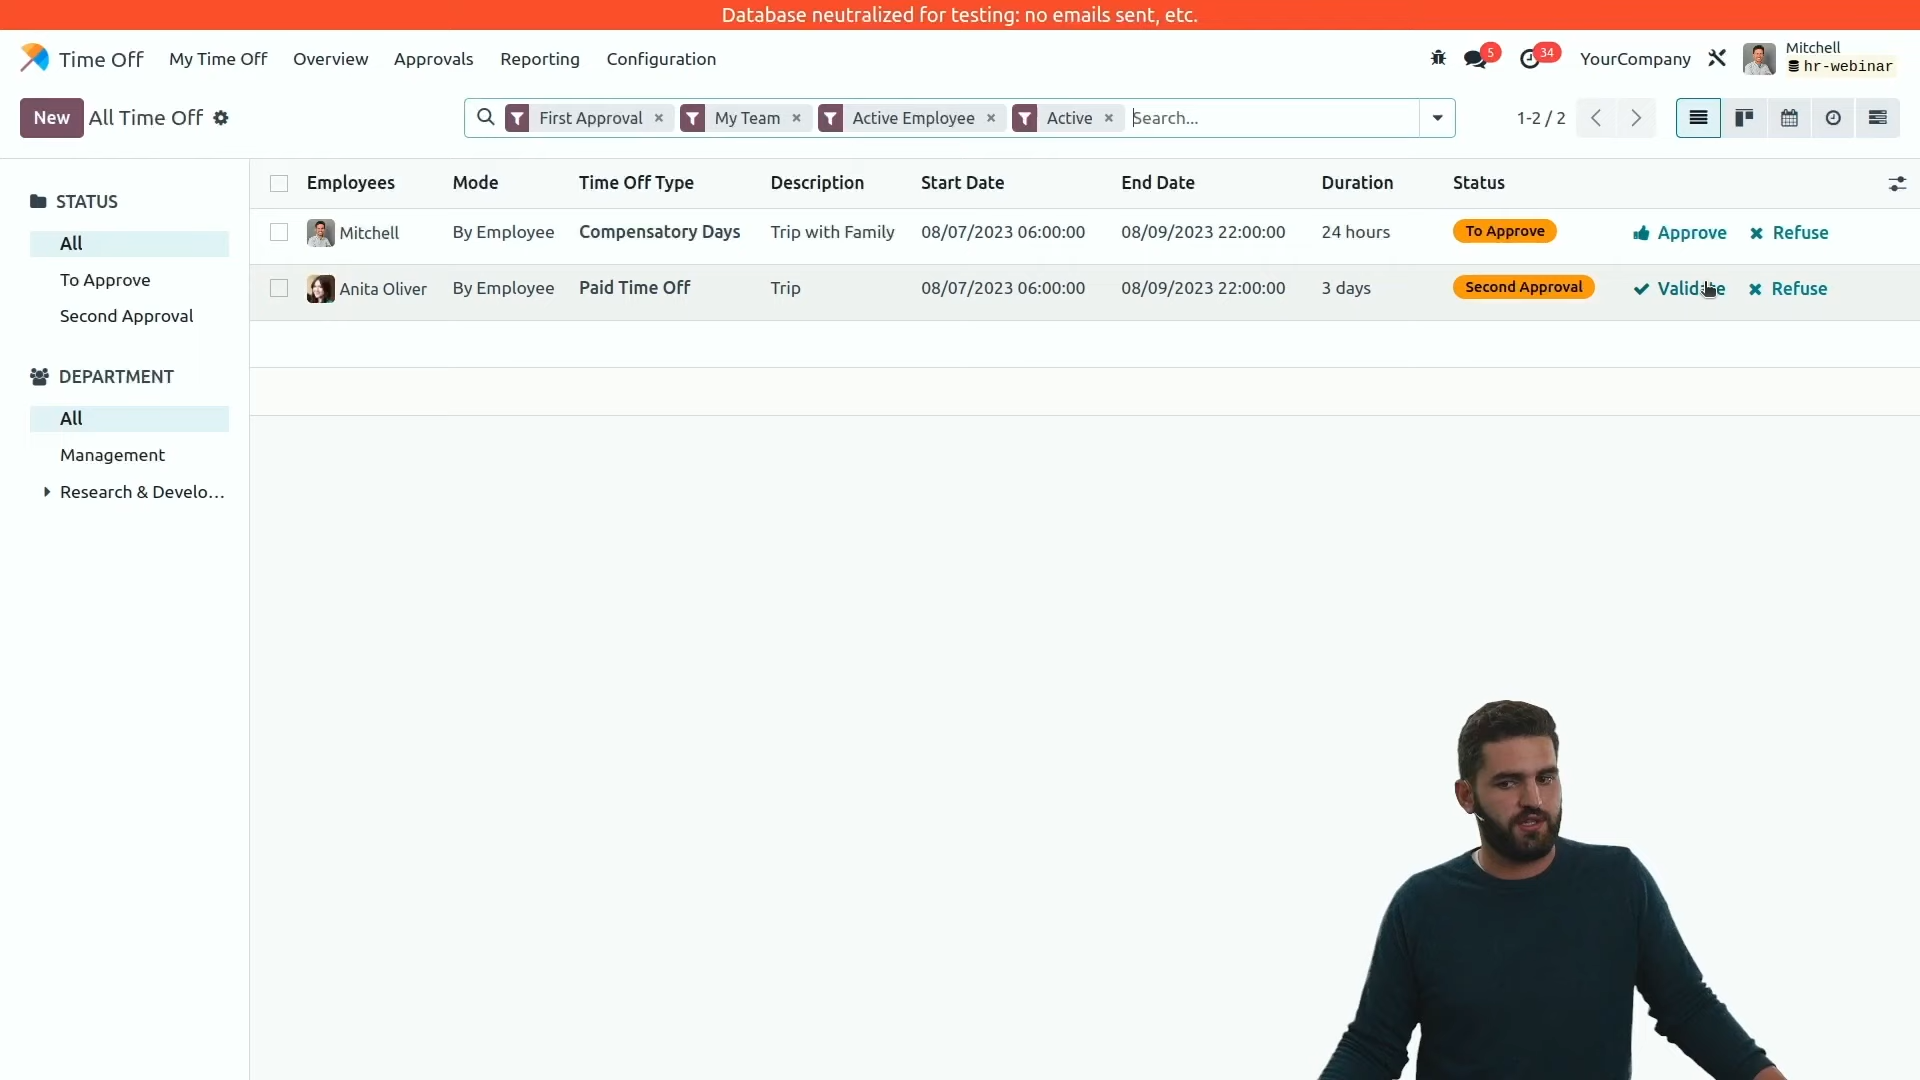 Database neutralized for testing: no emails sent, etc.
Time Off My Time Off Overview Approvals Reporting Configuration 5 34 YourCompany Mitchell
hr-webinar
New All Time Off First Approval × My Team × Active Employee × Active × Search... 1-2 / 2
STATUS
All
To Approve
Second Approval
DEPARTMENT
All
Management
Research & Develo...
Employees Mode Time Off Type Description Start Date End Date Duration Status
Mitchell By Employee Compensatory Days Trip with Family 08/07/2023 06:00:00 08/09/2023 22:00:00 24 hours To Approve Approve Refuse
Anita Oliver By Employee Paid Time Off Trip 08/07/2023 06:00:00 08/09/2023 22:00:00 3 days Second Approval Validate Refuse